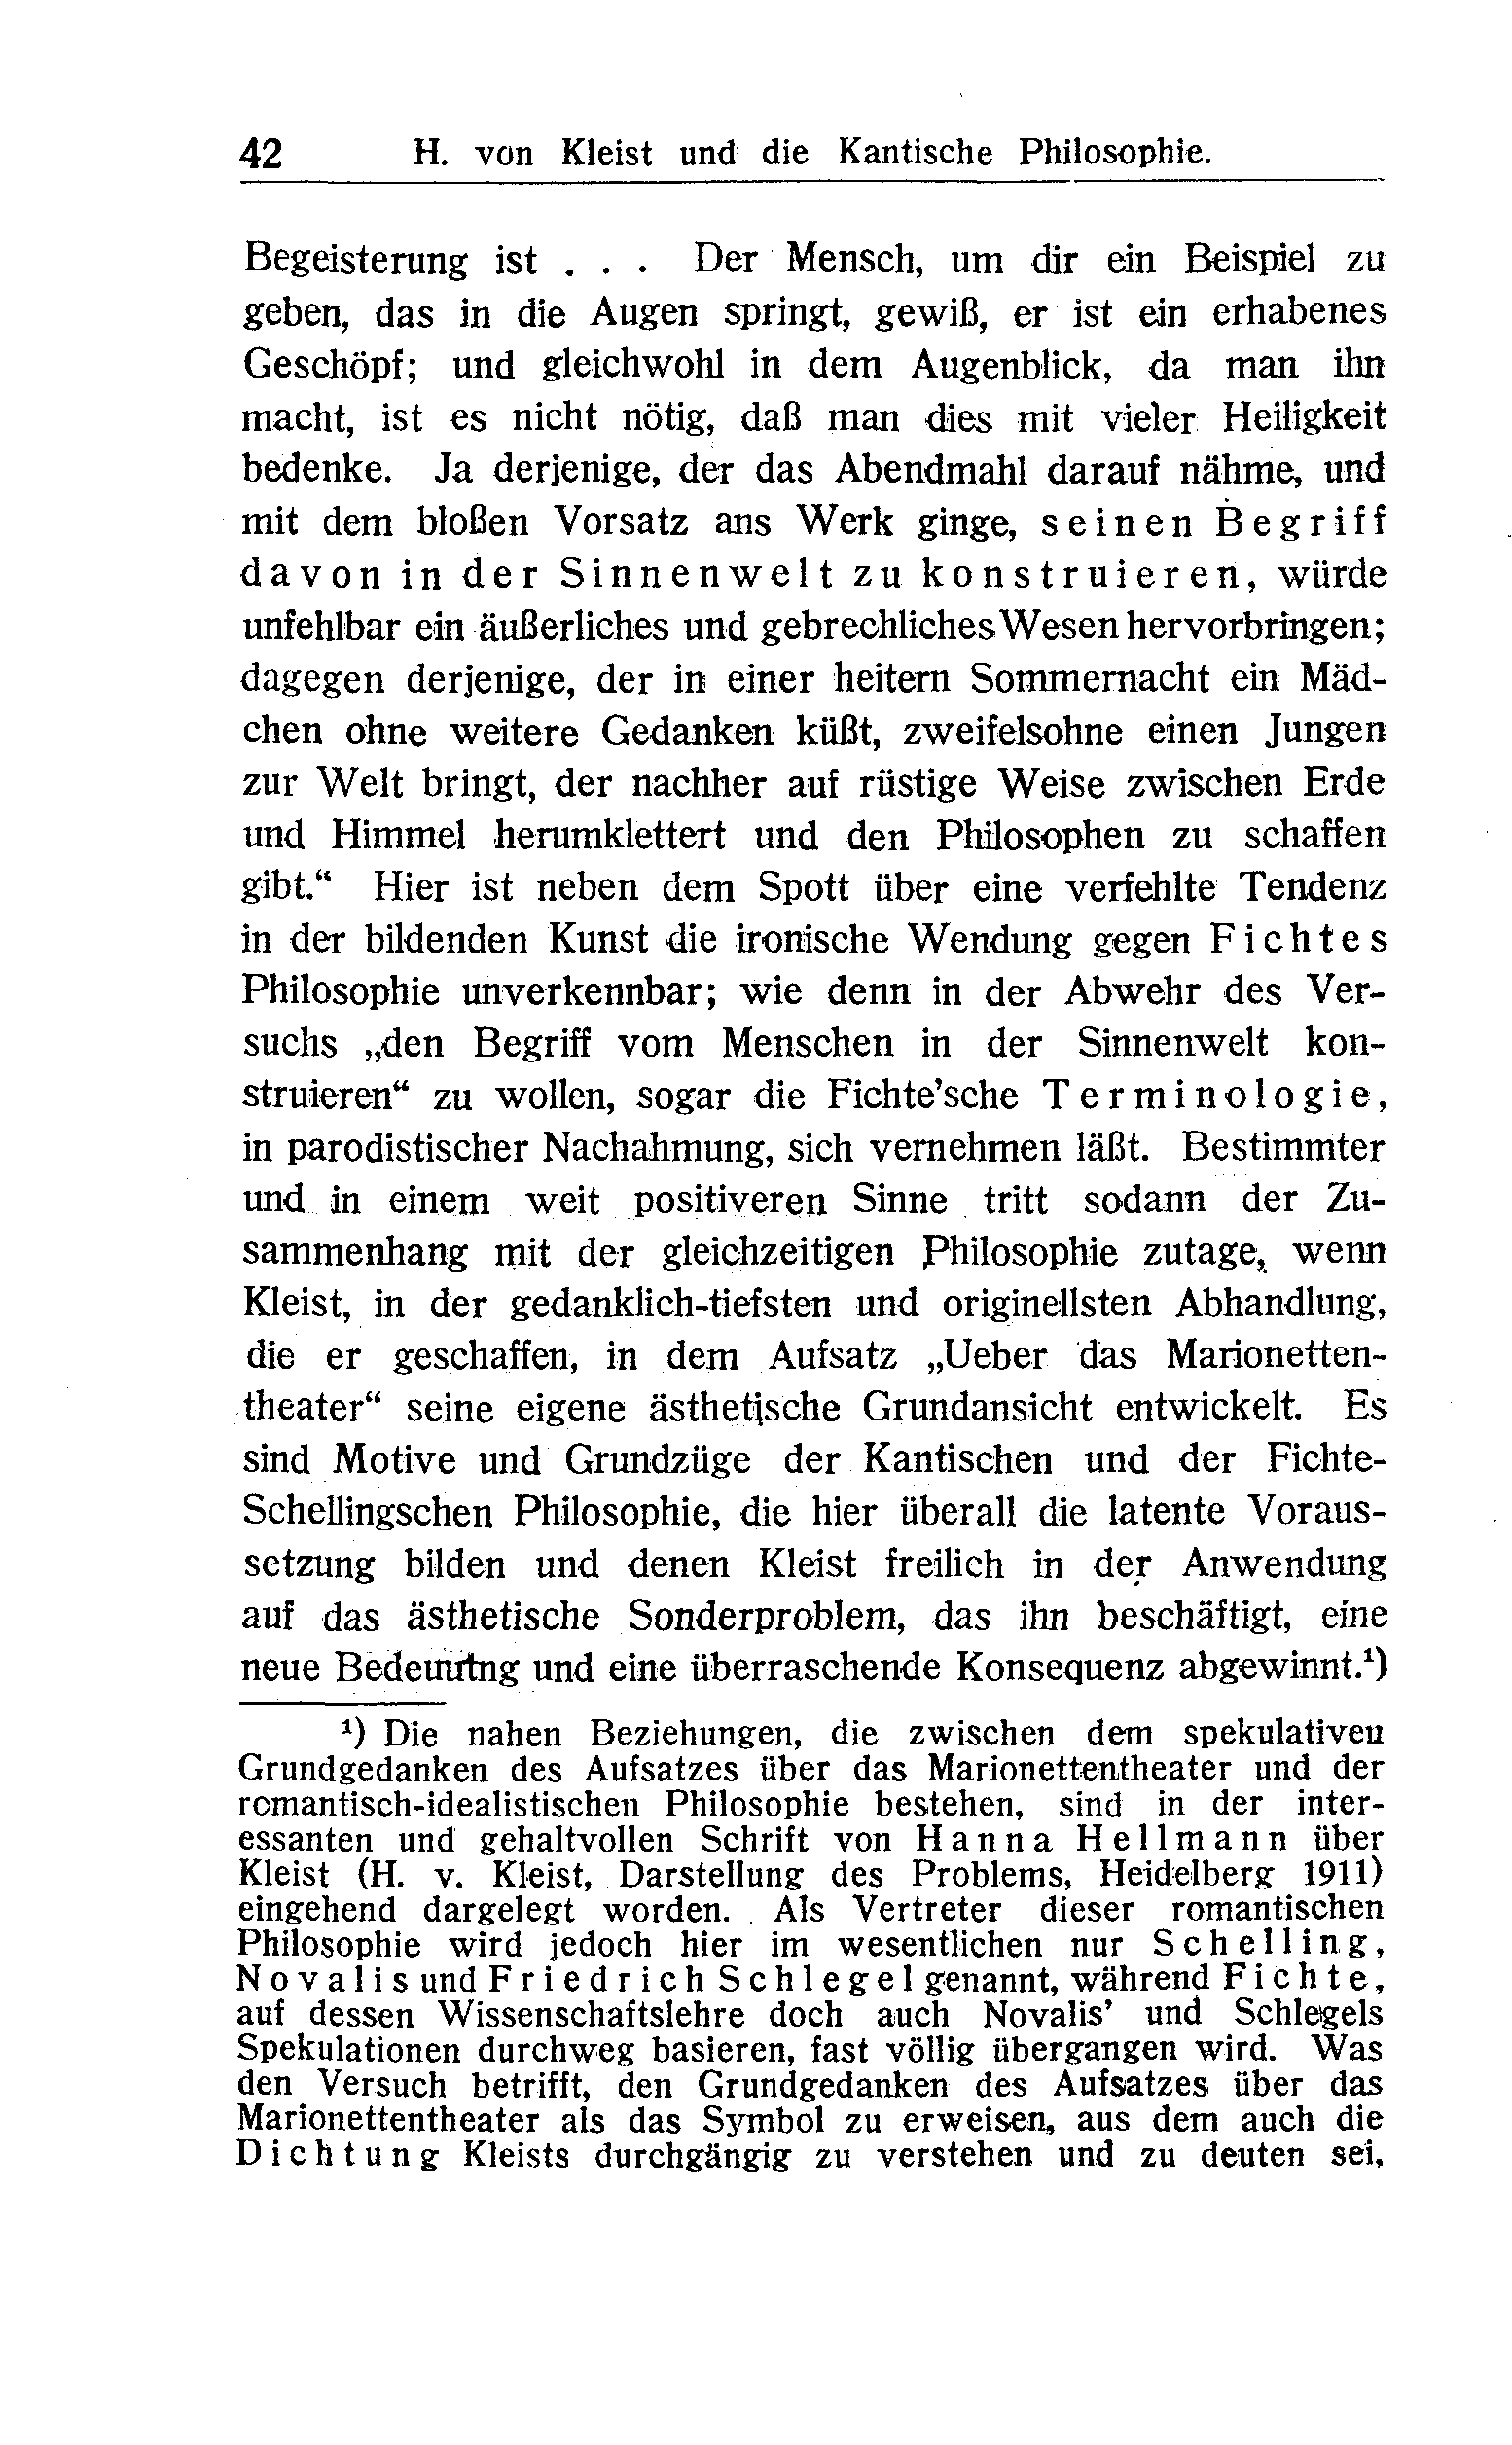 42 H. von Kleist und die Kantische Philosophie.
Begeisterung ist . . . Der Mensch, um dir ein Beispiel zu
geben, das in die Augen springt, gewiß, er ist ein erhabenes
Geschöpf; und gleichwohl in dem Augenblick, da man ihn
macht, ist es nicht nötig, daß man dies mit vieler Heiligkeit
bedenke. Ja derjenige, der das Abendmahl darauf nähme, und
mit dem bloßen Vorsatz ans Werk ginge, seinen Begriff
davon in der Sinnenwelt zu konstruieren, würde
unfehlbar ein äußerliches und gebrechliches Wesen hervorbringen;
dagegen derjenige, der in einer heitern Sommernacht ein Mäd-
chen ohne weitere Gedanken küßt, zweifelsohne einen Jungen
zur Welt bringt, der nachher auf rüstige Weise zwischen Erde
und Himmel herumklettert und den Philosophen zu schaffen
gibt.“ Hier ist neben dem Spott über eine verfehlte Tendenz
in der bildenden Kunst die ironische Wendung gegen Fichtes
Philosophie unverkennbar; wie denn in der Abwehr des Ver-
suchs „den Begriff vom Menschen in der Sinnenwelt kon-
struieren“ zu wollen, sogar die Fichte’sche Terminologie,
in parodistischer Nachahmung, sich vernehmen läßt. Bestimmter
und in einem weit positiveren Sinne tritt sodann der Zu-
sammenhang mit der gleichzeitigen Philosophie zutage, wenn
Kleist, in der gedanklich-tiefsten und originellsten Abhandlung,
die er geschaffen, in dem Aufsatz „Ueber das Marionetten-
theater“ seine eigene ästhetische Grundansicht entwickelt. Es
sind Motive und Grundzüge der Kantischen und der Fichte-
Schellingschen Philosophie, die hier überall die latente Voraus-
setzung bilden und denen Kleist freilich in der Anwendung
auf das ästhetische Sonderproblem, das ihn beschäftigt, eine
neue und eine überraschende Konsequenz abgewinnt.¹)
¹) Die nahen Beziehungen, die zwischen dem spekulativen
Grundgedanken des Aufsatzes über das Marionettentheater und der
romantisch-idealistischen Philosophie bestehen, sind in der inter-
essanten und gehaltvollen Schrift von Hanna Hellmann über
Kleist (H. v. Kleist, Darstellung des Problems, Heidelberg 1911)
eingehend dargelegt worden. Als Vertreter dieser romantischen
Philosophie wird jedoch hier im wesentlichen nur Schelling,
Novalis und Friedrich Schlegel genannt, während Fichte,
auf dessen Wissenschaftslehre doch auch Novalis’ und Schlegels
Spekulationen durchweg basieren, fast völlig übergangen wird. Was
den Versuch betrifft, den Grundgedanken des Aufsatzes über das
Marionettentheater als das Symbol zu erweisen, aus dem auch die
Dichtung Kleists durchgängig zu verstehen und zu deuten sei,